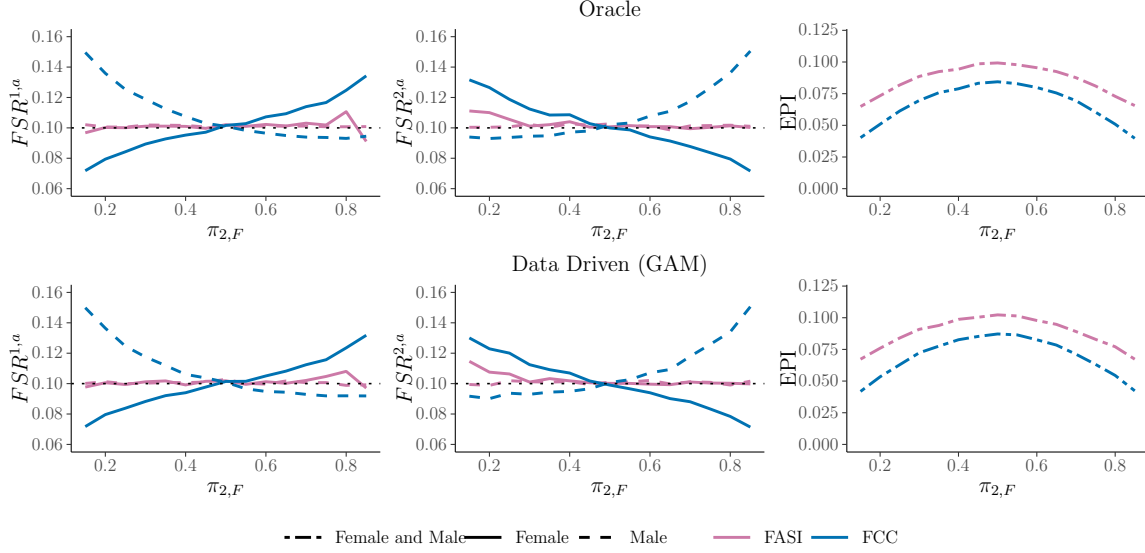 Oracle
FSR^{1,a}
0.16
0.14
0.12
0.10
0.08
0.06
0.2 0.4 0.6 0.8
π_{2,F}
FSR^{2,a}
0.16
0.14
0.12
0.10
0.08
0.06
0.2 0.4 0.6 0.8
π_{2,F}
EPI
0.125
0.100
0.075
0.050
0.025
0.000
0.2 0.4 0.6 0.8
π_{2,F}
Data Driven (GAM)
FSR^{1,a}
0.16
0.14
0.12
0.10
0.08
0.06
0.2 0.4 0.6 0.8
π_{2,F}
FSR^{2,a}
0.16
0.14
0.12
0.10
0.08
0.06
0.2 0.4 0.6 0.8
π_{2,F}
EPI
0.125
0.100
0.075
0.050
0.025
0.000
0.2 0.4 0.6 0.8
π_{2,F}
Female and Male Female Male FASI FCC